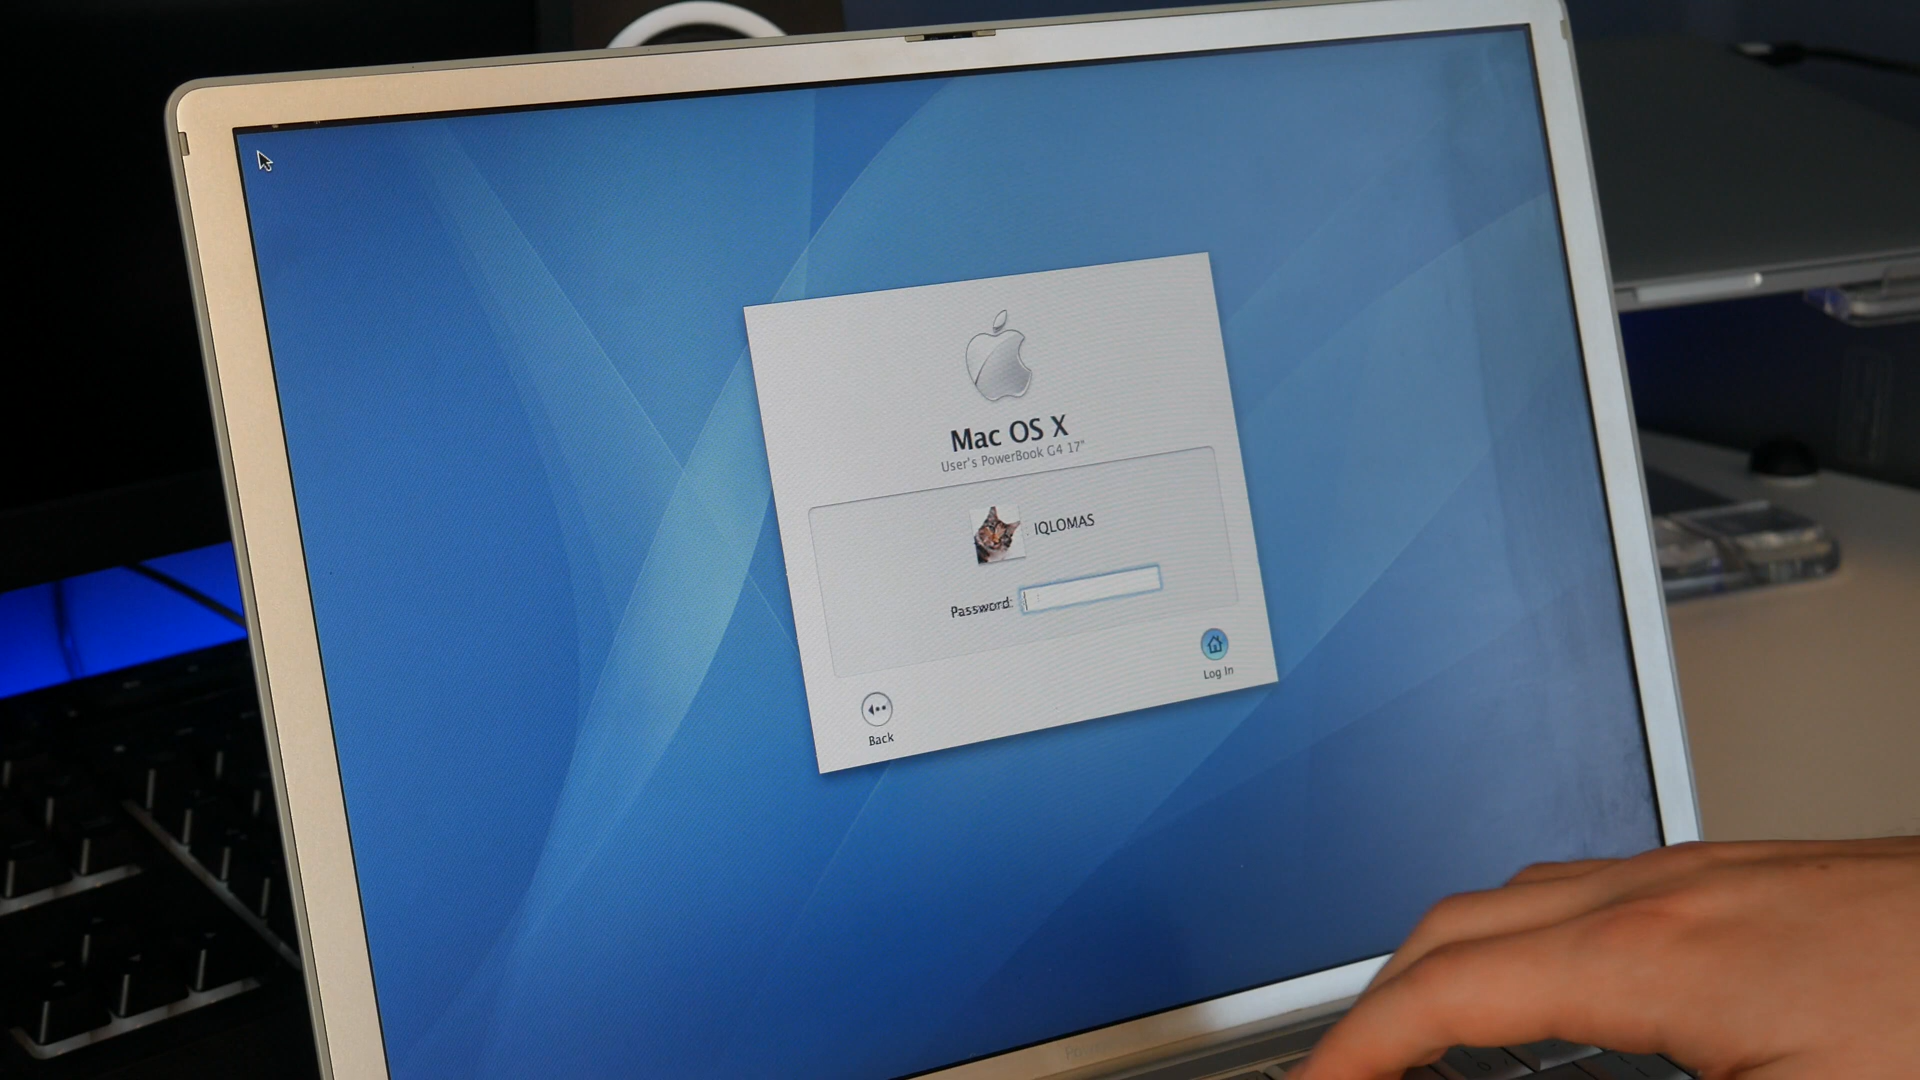 Mac OS X
User's PowerBook G4 17"
IQLOMAS
Password:
Log In
Back